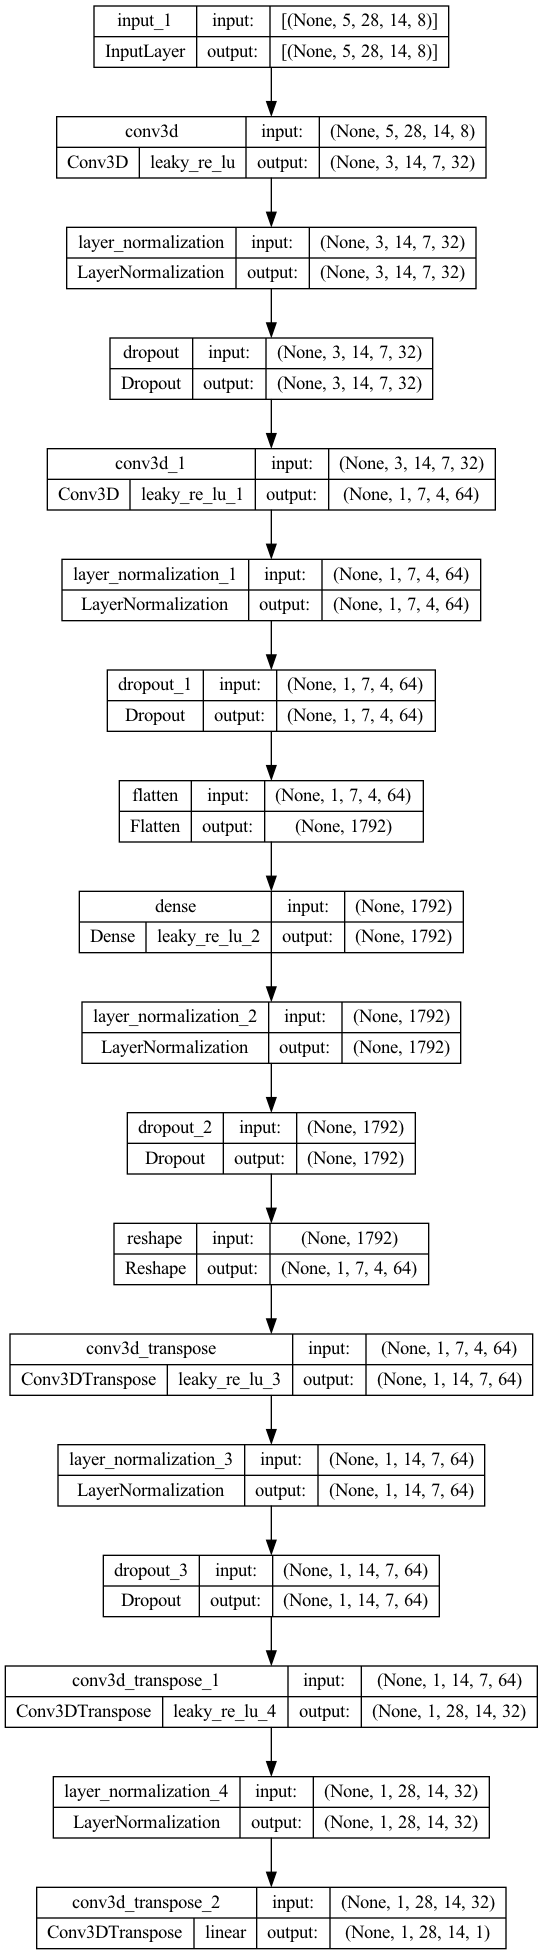 input_1 input: [(None, 5, 28, 14, 8)]
InputLayer output: [(None, 5, 28, 14, 8)]
conv3d input: (None, 5, 28, 14, 8)
Conv3D leaky_re_lu output: (None, 3, 14, 7, 32)
layer_normalization input: (None, 3, 14, 7, 32)
LayerNormalization output: (None, 3, 14, 7, 32)
dropout input: (None, 3, 14, 7, 32)
Dropout output: (None, 3, 14, 7, 32)
conv3d_1 input: (None, 3, 14, 7, 32)
Conv3D leaky_re_lu_1 output: (None, 1, 7, 4, 64)
layer_normalization_1 input: (None, 1, 7, 4, 64)
LayerNormalization output: (None, 1, 7, 4, 64)
dropout_1 input: (None, 1, 7, 4, 64)
Dropout output: (None, 1, 7, 4, 64)
flatten input: (None, 1, 7, 4, 64)
Flatten output: (None, 1792)
dense input: (None, 1792)
Dense leaky_re_lu_2 output: (None, 1792)
layer_normalization_2 input: (None, 1792)
LayerNormalization output: (None, 1792)
dropout_2 input: (None, 1792)
Dropout output: (None, 1792)
reshape input: (None, 1792)
Reshape output: (None, 1, 7, 4, 64)
conv3d_transpose input: (None, 1, 7, 4, 64)
Conv3DTranspose leaky_re_lu_3 output: (None, 1, 14, 7, 64)
layer_normalization_3 input: (None, 1, 14, 7, 64)
LayerNormalization output: (None, 1, 14, 7, 64)
dropout_3 input: (None, 1, 14, 7, 64)
Dropout output: (None, 1, 14, 7, 64)
conv3d_transpose_1 input: (None, 1, 14, 7, 64)
Conv3DTranspose leaky_re_lu_4 output: (None, 1, 28, 14, 32)
layer_normalization_4 input: (None, 1, 28, 14, 32)
LayerNormalization output: (None, 1, 28, 14, 32)
conv3d_transpose_2 input: (None, 1, 28, 14, 32)
Conv3DTranspose linear output: (None, 1, 28, 14, 1)